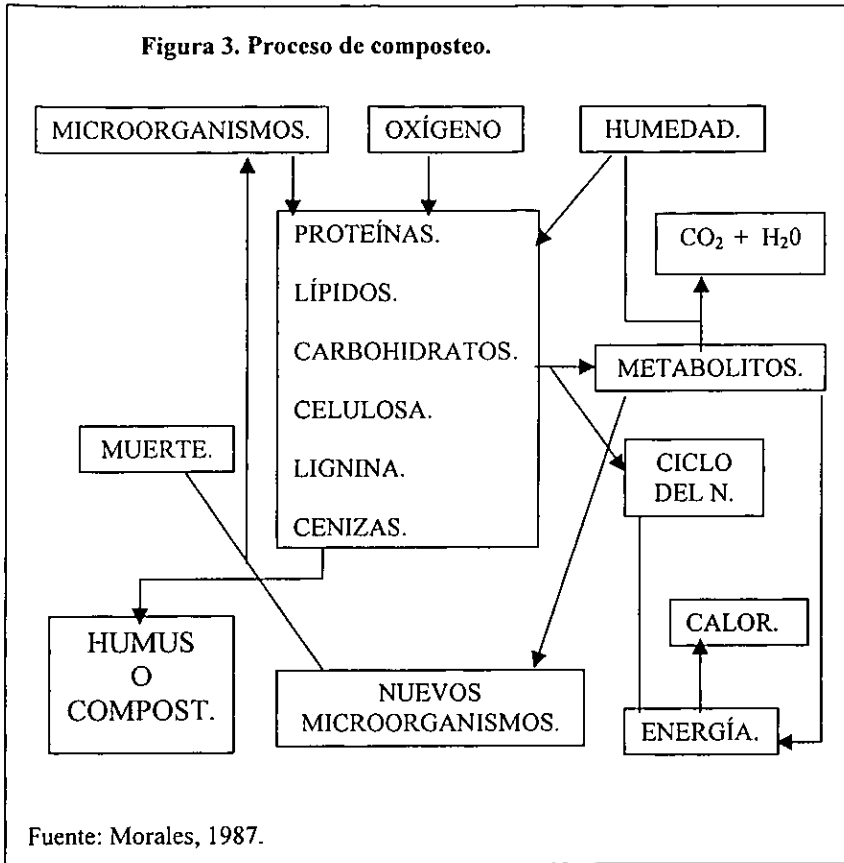 Figura 3. Proceso de composteo.
MICROORGANISMOS.
OXÍGENO
HUMEDAD.
PROTEÍNAS.
LÍPIDOS.
CARBOHIDRATOS.
CELULOSA.
LIGNINA.
CENIZAS.
CO₂ + H₂0
METABOLITOS.
MUERTE.
CICLO
DEL N.
HUMUS
O
COMPOST.
NUEVOS
MICROORGANISMOS.
CALOR.
ENERGÍA.
Fuente: Morales, 1987.